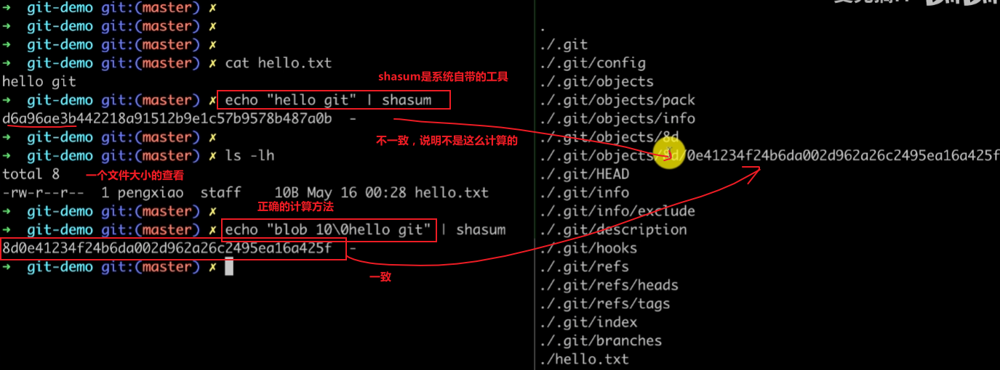 ➜ git-demo git:(master) ✗
➜ git-demo git:(master) ✗
➜ git-demo git:(master) ✗
➜ git-demo git:(master) ✗ cat hello.txt
hello git
shasum是系统自带的工具
➜ git-demo git:(master) ✗ echo "hello git" | shasum
d6a96ae3b442218a91512b9e1c57b9578b487a0b -
不一致，说明不是这么计算的
➜ git-demo git:(master) ✗
➜ git-demo git:(master) ✗ ls -lh
total 8
一个文件大小的查看
-rw-r--r-- 1 pengxiao staff 10B May 16 00:28 hello.txt
正确的计算方法
➜ git-demo git:(master) ✗
➜ git-demo git:(master) ✗ echo "blob 10\0hello git" | shasum
8d0e41234f24b6da002d962a26c2495ea16a425f -
➜ git-demo git:(master) ✗
一致
.
./.git
./.git/config
./.git/objects
./.git/objects/pack
./.git/objects/info
./.git/objects/8d
./.git/objects/8d/0e41234f24b6da002d962a26c2495ea16a425f
./.git/HEAD
./.git/info
./.git/info/exclude
./.git/description
./.git/hooks
./.git/refs
./.git/refs/heads
./.git/refs/tags
./.git/index
./.git/branches
./hello.txt